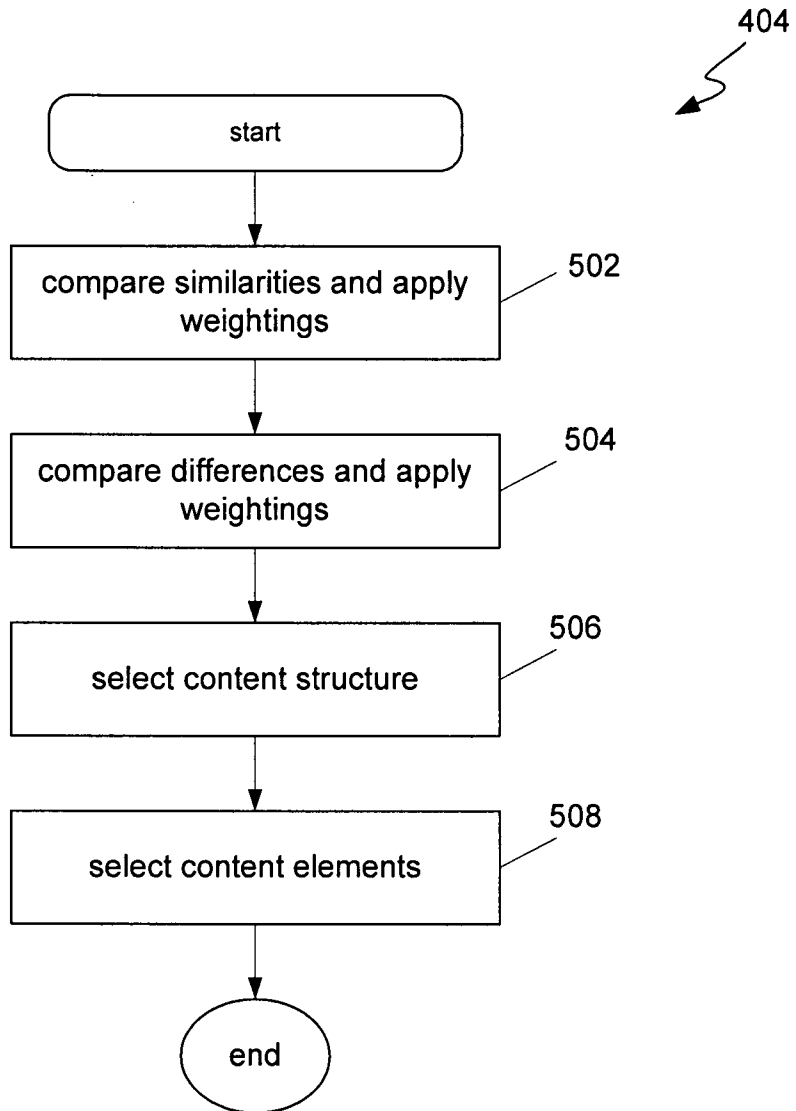 404
start
compare similarities and apply
weightings
502
compare differences and apply
weightings
504
select content structure
506
select content elements
508
end